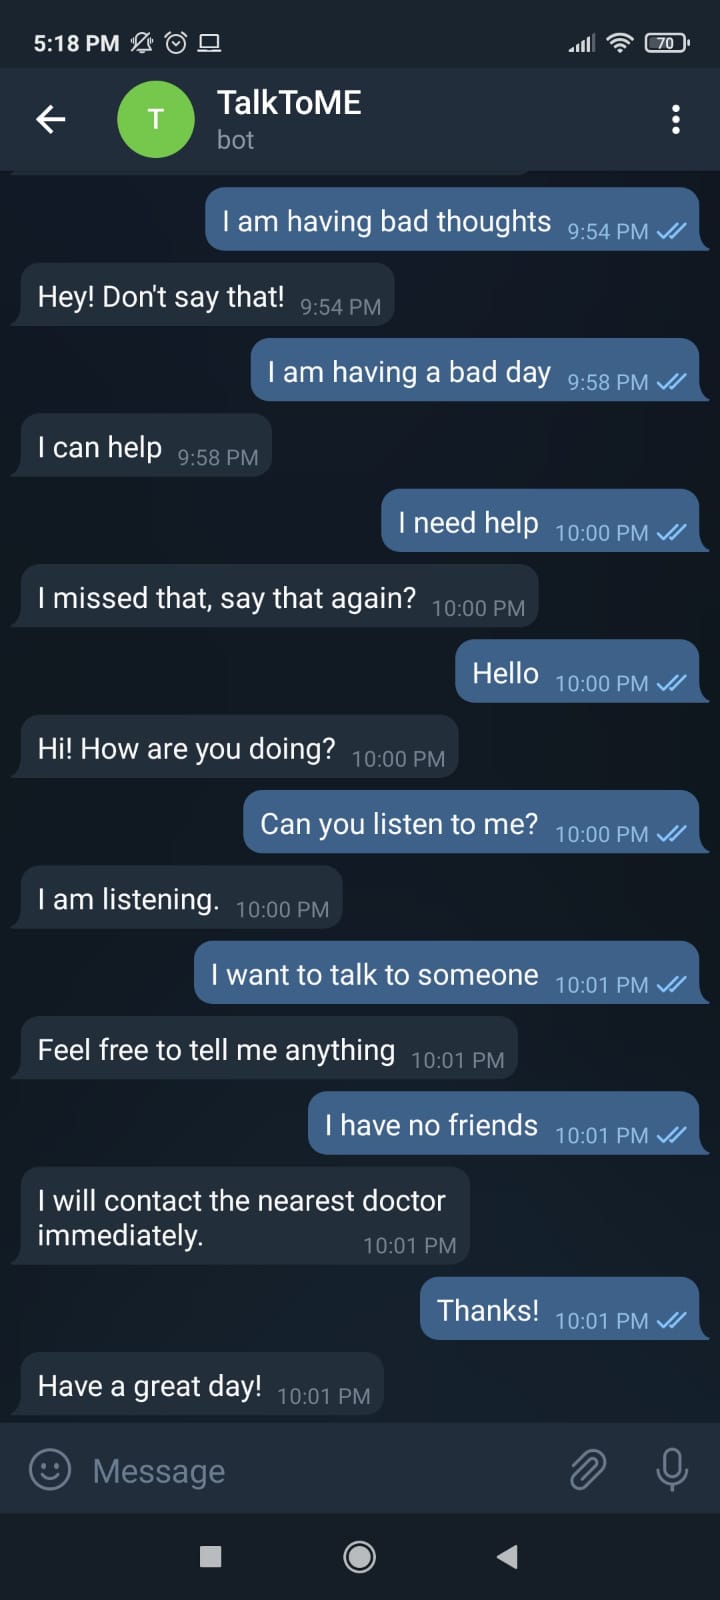 5:18 PM
70
T
TalkToME
bot
I am having bad thoughts 9:54 PM
Hey! Don't say that! 9:54 PM
I am having a bad day 9:58 PM
I can help 9:58 PM
I need help 10:00 PM
I missed that, say that again? 10:00 PM
Hello 10:00 PM
Hi! How are you doing? 10:00 PM
Can you listen to me? 10:00 PM
I am listening. 10:00 PM
I want to talk to someone 10:01 PM
Feel free to tell me anything 10:01 PM
I have no friends 10:01 PM
I will contact the nearest doctor
immediately. 10:01 PM
Thanks! 10:01 PM
Have a great day! 10:01 PM
Message